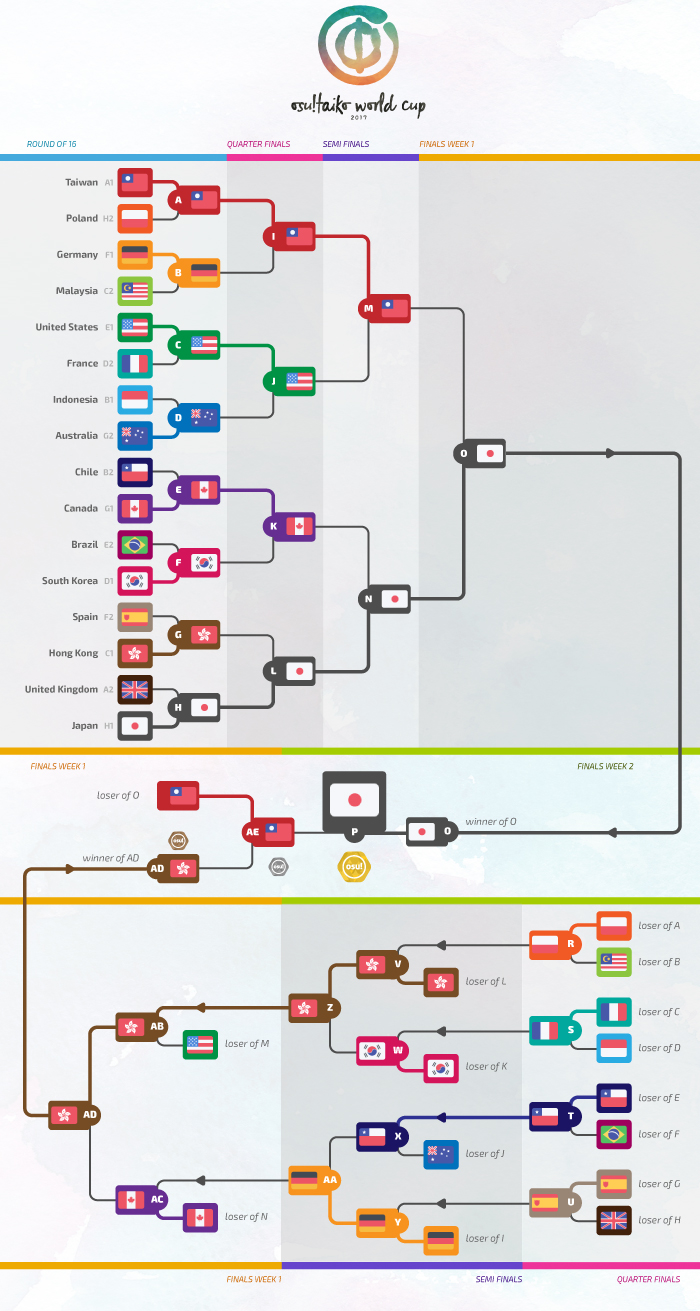 osu!taiko world cup
2017
ROUND OF 16
QUARTER FINALS
SEMI FINALS
FINALS WEEK 1
Taiwan A1
A
Poland H2
I
Germany F1
B
Malaysia C2
M
United States E1
C
France D2
J
Indonesia B1
D
Australia G2
O
Chile B2
E
Canada G1
K
Brazil E2
F
South Korea D1
N
Spain F2
G
Hong Kong C1
L
United Kingdom A2
H
Japan H1
FINALS WEEK 1
FINALS WEEK 2
loser of O
winner of O
AE
P
O
osu!
winner of AD
AD
osu!
osu!
loser of A
R
loser of B
V
loser of L
Z
loser of C
AB
S
loser of M
W
loser of D
loser of K
loser of E
AD
T
X
loser of F
loser of J
AA
loser of G
AC
U
loser of N
Y
loser of H
loser of I
FINALS WEEK 1
SEMI FINALS
QUARTER FINALS